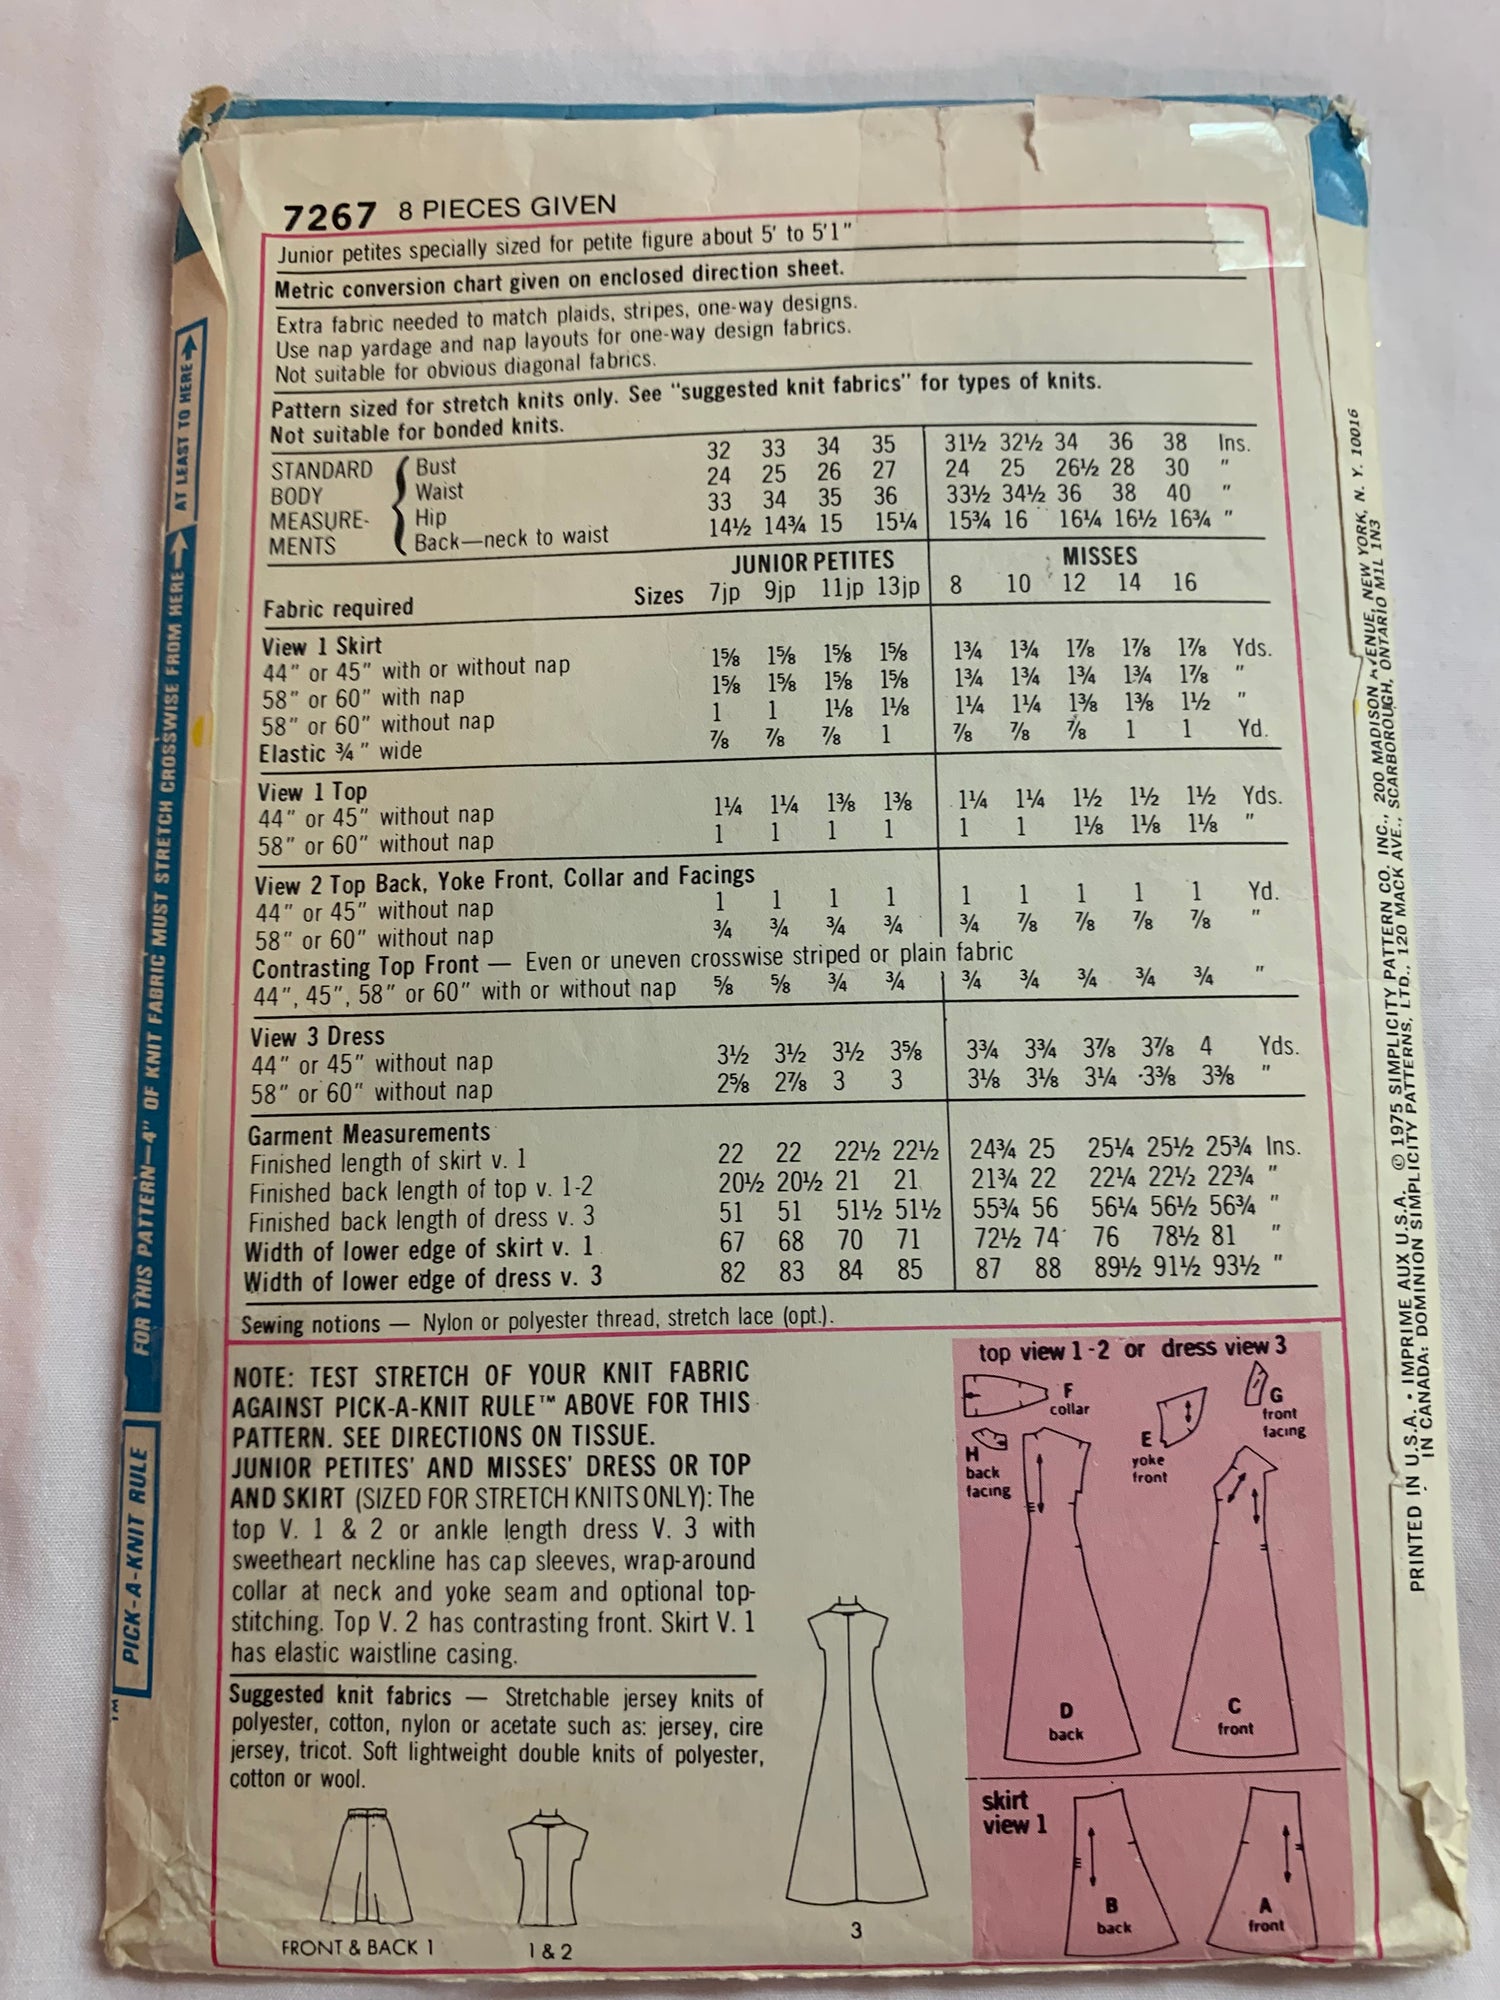 7267 8 PIECES GIVEN
Junior petites specially sized for petite figure about 5' to 5'1"
Metric conversion chart given on enclosed direction sheet.
Extra fabric needed to match plaids, stripes, one-way designs.
Use nap yardage and nap layouts for one-way design fabrics.
Not suitable for obvious diagonal fabrics.
Pattern sized for stretch knits only. See "suggested knit fabrics" for types of knits.
Not suitable for bonded knits.
STANDARD BODY MEASURE-MENTS
Bust 32 33 34 35 31½ 32½ 34 36 38 Ins.
Waist 24 25 26 27 24 25 26½ 28 30 "
Hip 33 34 35 36 33½ 34½ 36 38 40 "
Back—neck to waist 14½ 14¾ 15 15¼ 15¾ 16 16¼ 16½ 16¾ "
JUNIOR PETITES MISSES
Fabric required Sizes 7jp 9jp 11jp 13jp 8 10 12 14 16
View 1 Skirt
44" or 45" with or without nap 1⅝ 1⅝ 1⅝ 1⅝ 1¾ 1¾ 1⅞ 1⅞ 1⅞ Yds.
58" or 60" with nap 1⅝ 1⅝ 1⅝ 1⅝ 1¾ 1¾ 1¾ 1¾ 1⅞ "
58" or 60" without nap 1 1 1⅛ 1⅛ 1¼ 1¼ 1⅜ 1⅜ 1½ "
Elastic ¾" wide ⅞ ⅞ ⅞ 1 ⅞ ⅞ ⅞ 1 1 Yd.
View 1 Top
44" or 45" without nap 1¼ 1¼ 1⅜ 1⅜ 1¼ 1¼ 1½ 1½ 1½ Yds.
58" or 60" without nap 1 1 1 1 1 1 1⅛ 1⅛ 1⅛ "
View 2 Top Back, Yoke Front, Collar and Facings
44" or 45" without nap 1 1 1 1 1 1 1 1 1 Yd.
58" or 60" without nap ¾ ¾ ¾ ¾ ¾ ⅞ ⅞ ⅞ ⅞ "
Contrasting Top Front — Even or uneven crosswise striped or plain fabric
44", 45", 58" or 60" with or without nap ⅝ ⅝ ¾ ¾ ¾ ¾ ¾ ¾ ¾ "
View 3 Dress
44" or 45" without nap 3½ 3½ 3½ 3⅝ 3¾ 3¾ 3⅞ 3⅞ 4 Yds.
58" or 60" without nap 2⅝ 2⅞ 3 3 3⅛ 3⅛ 3¼ 3⅜ 3⅜ "
Garment Measurements
Finished length of skirt v. 1 22 22 22½ 22½ 24¾ 25 25¼ 25½ 25¾ Ins.
Finished back length of top v. 1-2 20½ 20½ 21 21 21¾ 22 22¼ 22½ 22¾ "
Finished back length of dress v. 3 51 51 51½ 51½ 55¾ 56 56¼ 56½ 56¾ "
Width of lower edge of skirt v. 1 67 68 70 71 72½ 74 76 78½ 81 "
Width of lower edge of dress v. 3 82 83 84 85 87 88 89½ 91½ 93½ "
Sewing notions — Nylon or polyester thread, stretch lace (opt.).
NOTE: TEST STRETCH OF YOUR KNIT FABRIC
AGAINST PICK-A-KNIT RULE™ ABOVE FOR THIS
PATTERN. SEE DIRECTIONS ON TISSUE.
JUNIOR PETITES' AND MISSES' DRESS OR TOP
AND SKIRT (SIZED FOR STRETCH KNITS ONLY): The
top V. 1 & 2 or ankle length dress V. 3 with
sweetheart neckline has cap sleeves, wrap-around
collar at neck and yoke seam and optional top-
stitching. Top V. 2 has contrasting front. Skirt V. 1
has elastic waistline casing.
Suggested knit fabrics — Stretchable jersey knits of
polyester, cotton, nylon or acetate such as: jersey, cire
jersey, tricot. Soft lightweight double knits of polyester,
cotton or wool.
FRONT & BACK 1
1 & 2
3
top view 1-2 or dress view 3
F
collar
G
front
facing
E
yoke
front
H
back
facing
D
back
C
front
skirt
view 1
B
back
A
front
™ PICK-A-KNIT RULE FOR THIS PATTERN—4" OF KNIT FABRIC MUST STRETCH CROSSWISE FROM HERE→ AT LEAST TO HERE→
PRINTED IN U.S.A. • IMPRIME AUX U.S.A. © 1975 SIMPLICITY PATTERN CO. INC., 200 MADISON AVENUE, NEW YORK, N. Y. 10016
IN CANADA: DOMINION SIMPLICITY PATTERNS, LTD., 120 MACK AVE., SCARBOROUGH, ONTARIO M1L 1N3